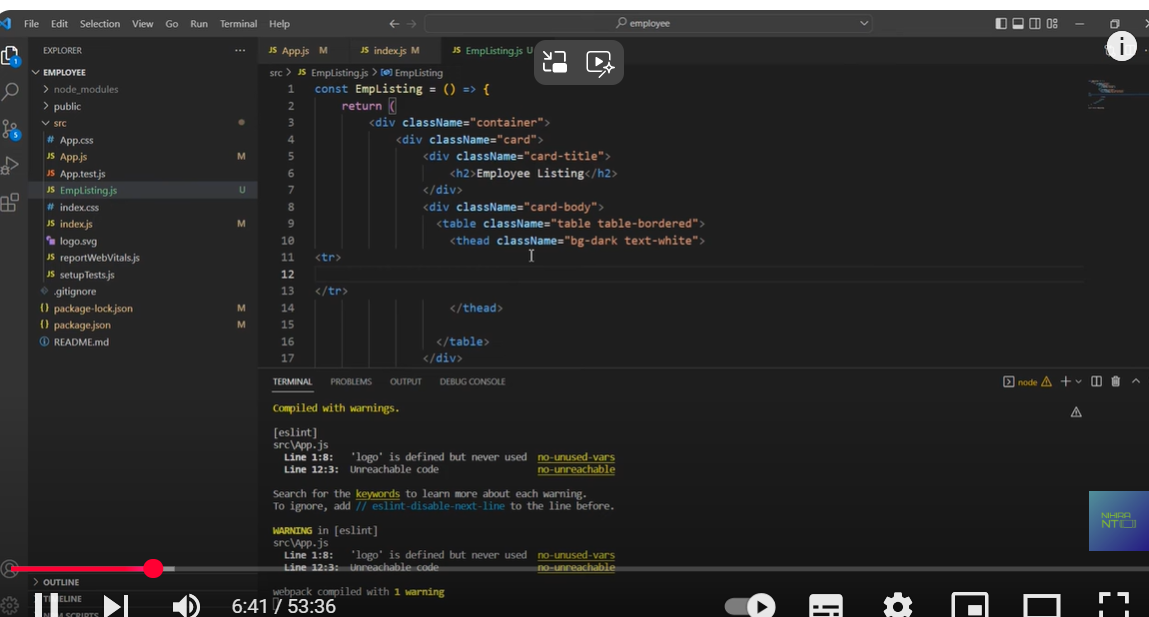 File Edit Selection View Go Run Terminal Help
employee
EXPLORER
EMPLOYEE
node_modules
public
src
App.css
JS App.js M
JS App.test.js
JS EmpListing.js U
index.css
JS index.js M
logo.svg
JS reportWebVitals.js
JS setupTests.js
.gitignore
{} package-lock.json M
{} package.json M
README.md
OUTLINE
JS App.js M JS index.js M JS EmpListing.js U
src > JS EmpListing.js > EmpListing
1 const EmpListing = () => {
2 return (
3 <div className="container">
4 <div className="card">
5 <div className="card-title">
6 <h2>Employee Listing</h2>
7 </div>
8 <div className="card-body">
9 <table className="table table-bordered">
10 <thead className="bg-dark text-white">
11 <tr>
12
13 </tr>
14 </thead>
15
16 </table>
17 </div>
TERMINAL PROBLEMS OUTPUT DEBUG CONSOLE
node
Compiled with warnings.
[eslint]
src\App.js
Line 1:8: 'logo' is defined but never used no-unused-vars
Line 12:3: Unreachable code no-unreachable
Search for the keywords to learn more about each warning.
To ignore, add // eslint-disable-next-line to the line before.
WARNING in [eslint]
src\App.js
Line 1:8: 'logo' is defined but never used no-unused-vars
Line 12:3: Unreachable code no-unreachable
webpack compiled with 1 warning
NIHIRA
6:41 / 53:36